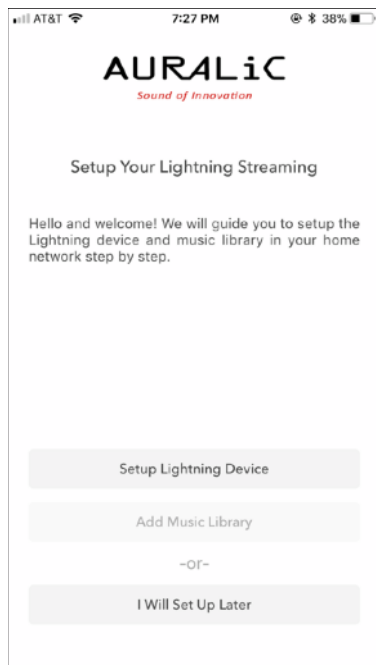 AT&T 7:27 PM 38%
AURALiC
Sound of Innovation
Setup Your Lightning Streaming
Hello and welcome! We will guide you to setup the
Lightning device and music library in your home
network step by step.
Setup Lightning Device
Add Music Library
-or-
I Will Set Up Later